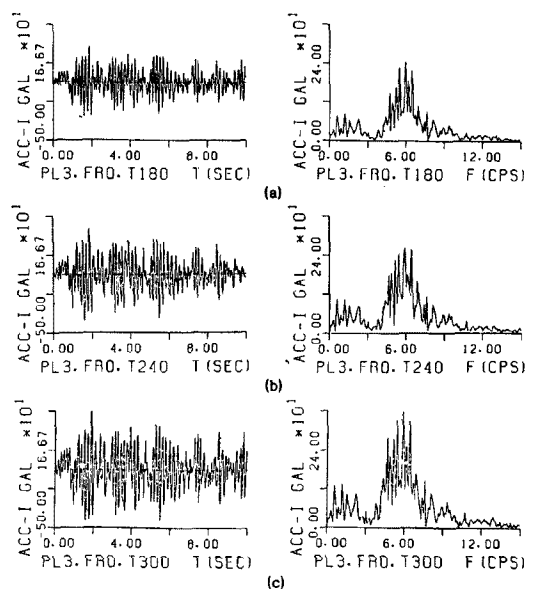 ACC-I GAL *10¹
-50.00 16.67
0.00 4.00 8.00
PL3.FRO.T180 T(SEC)
ACC-I GAL *10¹
0.00 24.00
0.00 6.00 12.00
PL3.FRO.T180 F(CPS)
(a)
ACC-I GAL *10¹
-50.00 16.67
0.00 4.00 8.00
PL3.FRO.T240 T(SEC)
ACC-I GAL *10¹
0.00 24.00
0.00 6.00 12.00
PL3.FRO.T240 F(CPS)
(b)
ACC-I GAL *10¹
-50.00 16.67
0.00 4.00 8.00
PL3.FRO.T300 T(SEC)
ACC-I GAL *10¹
0.00 24.00
0.00 6.00 12.00
PL3.FRO.T300 F(CPS)
(c)